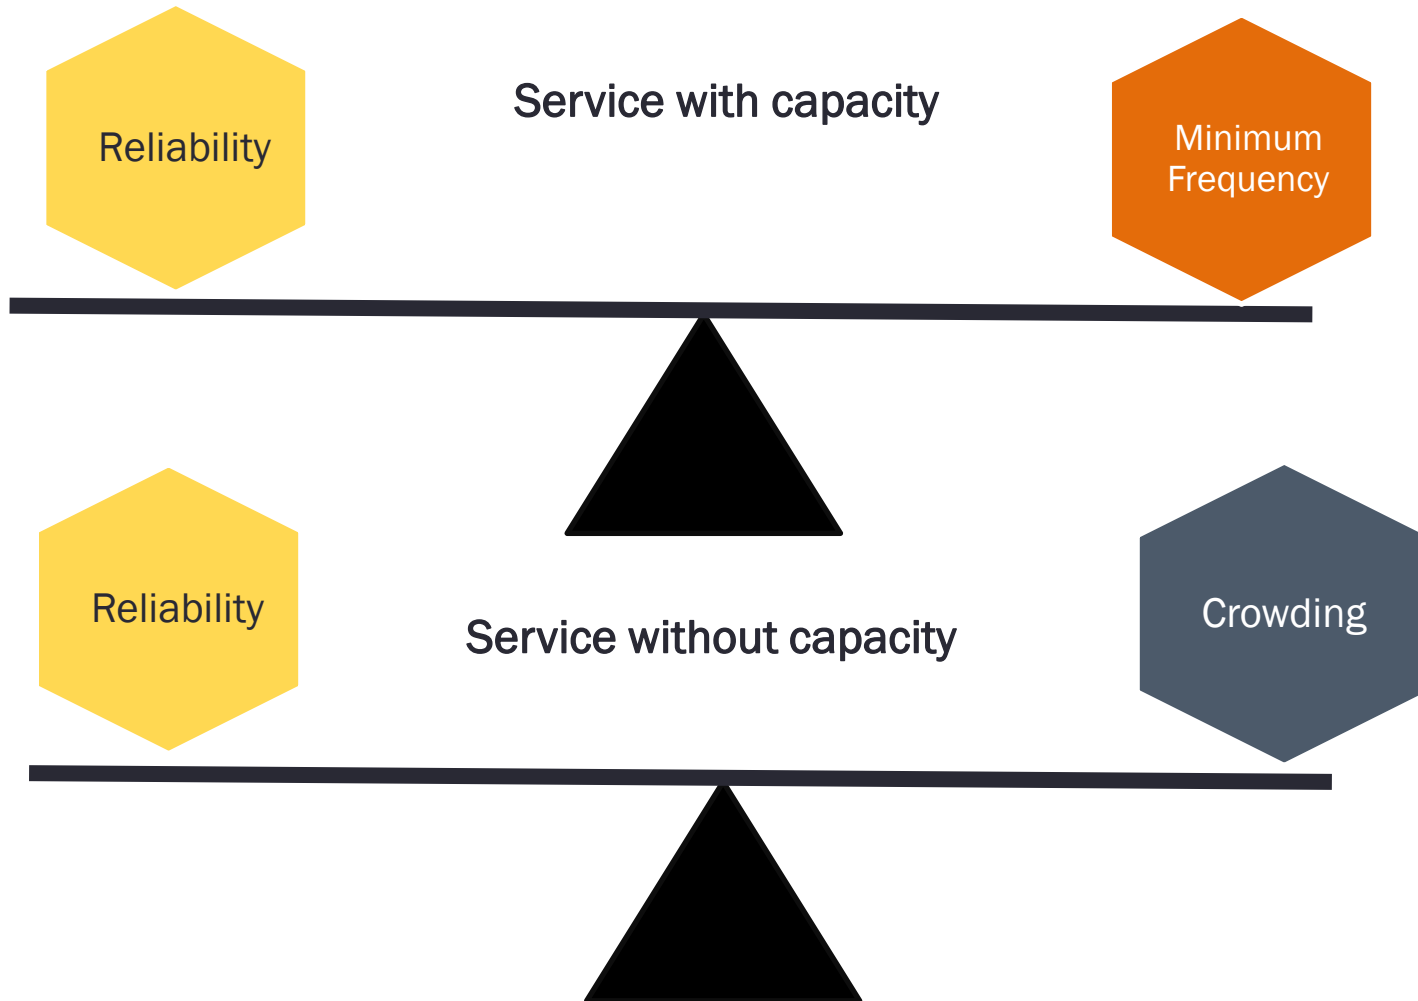 Service with capacity
Reliability
Minimum
Frequency
Service without capacity
Reliability
Crowding